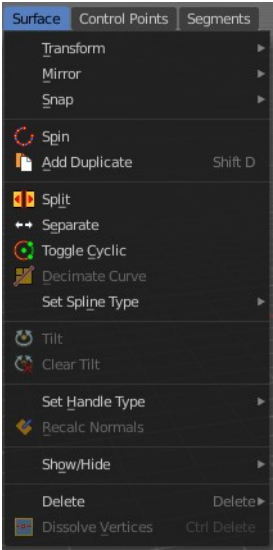 Surface Control Points Segments
Transform
Mirror
Snap
Spin
Add Duplicate Shift D
Split
Separate
Toggle Cyclic
Decimate Curve
Set Spline Type
Tilt
Clear Tilt
Set Handle Type
Recalc Normals
Show/Hide
Delete Delete
Dissolve Vertices Ctrl Delete